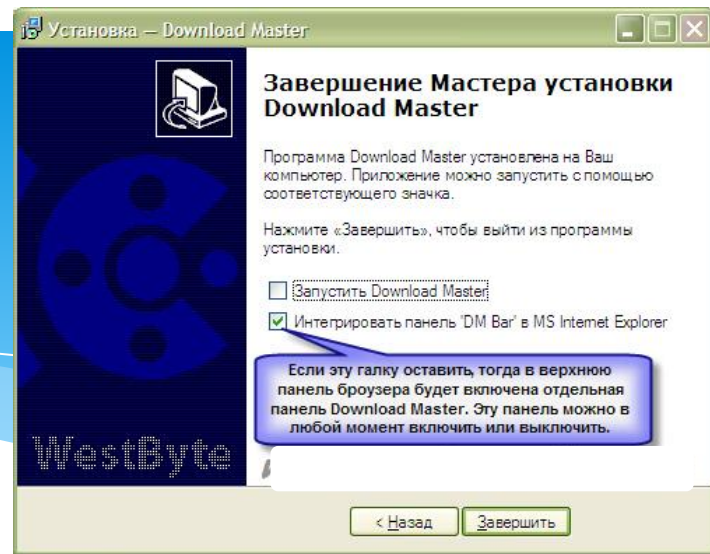 Установка — Download Master
Завершение Мастера установки
Download Master
Программа Download Master установлена на Ваш
компьютер. Приложение можно запустить с помощью
соответствующего значка.
Нажмите «Завершить», чтобы выйти из программы
установки.
Запустить Download Master
Интегрировать панель 'DM Bar' в MS Internet Explorer
Если эту галку оставить, тогда в верхнюю
панель броузера будет включена отдельная
панель Download Master. Эту панель можно в
любой момент включить или выключить.
WestByte
< Назад
Завершить